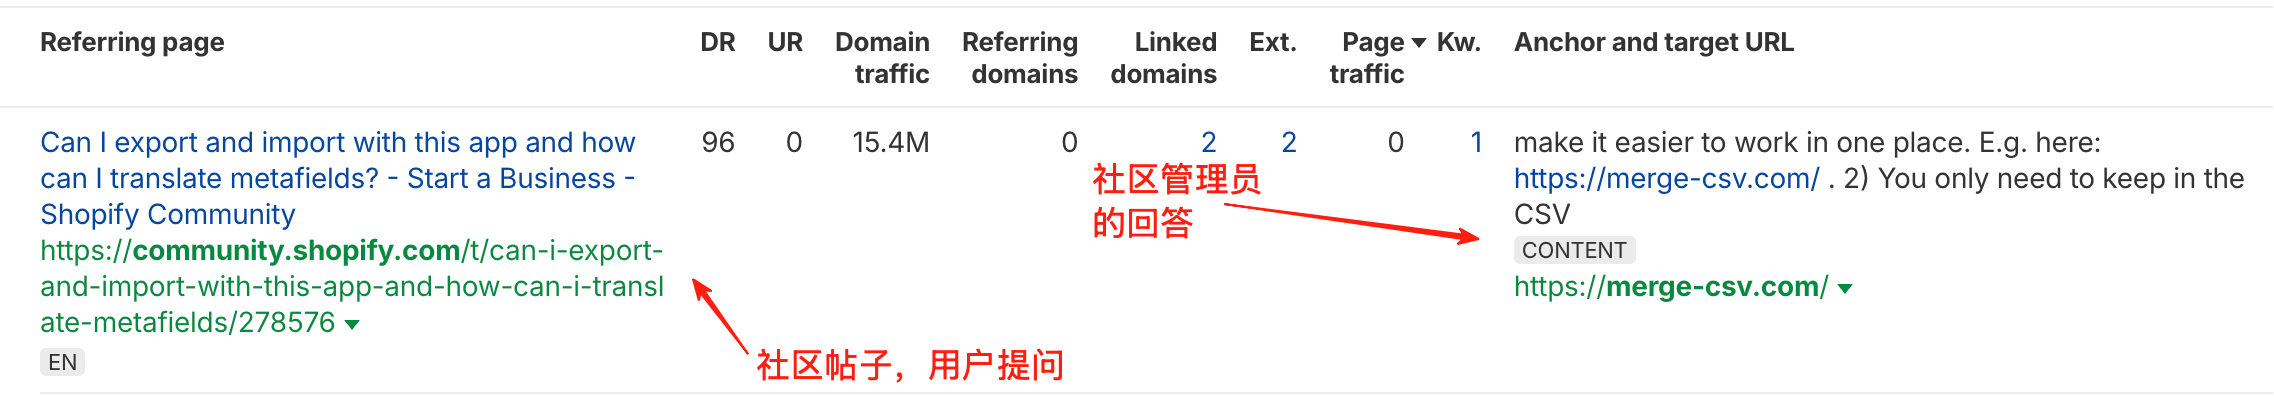 Referring page
DR
UR
Domain
traffic
Referring
domains
Linked
domains
Ext.
Page
traffic
Kw.
Anchor and target URL
Can I export and import with this app and how
can I translate metafields? - Start a Business -
Shopify Community
https://community.shopify.com/t/can-i-export-
and-import-with-this-app-and-how-can-i-transl
ate-metafields/278576
EN
96
0
15.4M
0
2
2
0
1
make it easier to work in one place. E.g. here:
https://merge-csv.com/ . 2) You only need to keep in the
CSV
CONTENT
https://merge-csv.com/
社区管理员
的回答
社区帖子，用户提问